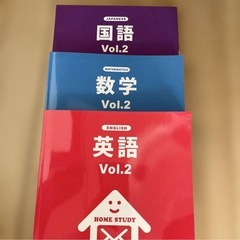 JAPANESE
国語
Vol.2
MATHEMATICS
数学
Vol.2
ENGLISH
英語
Vol.2
HOME STUDY